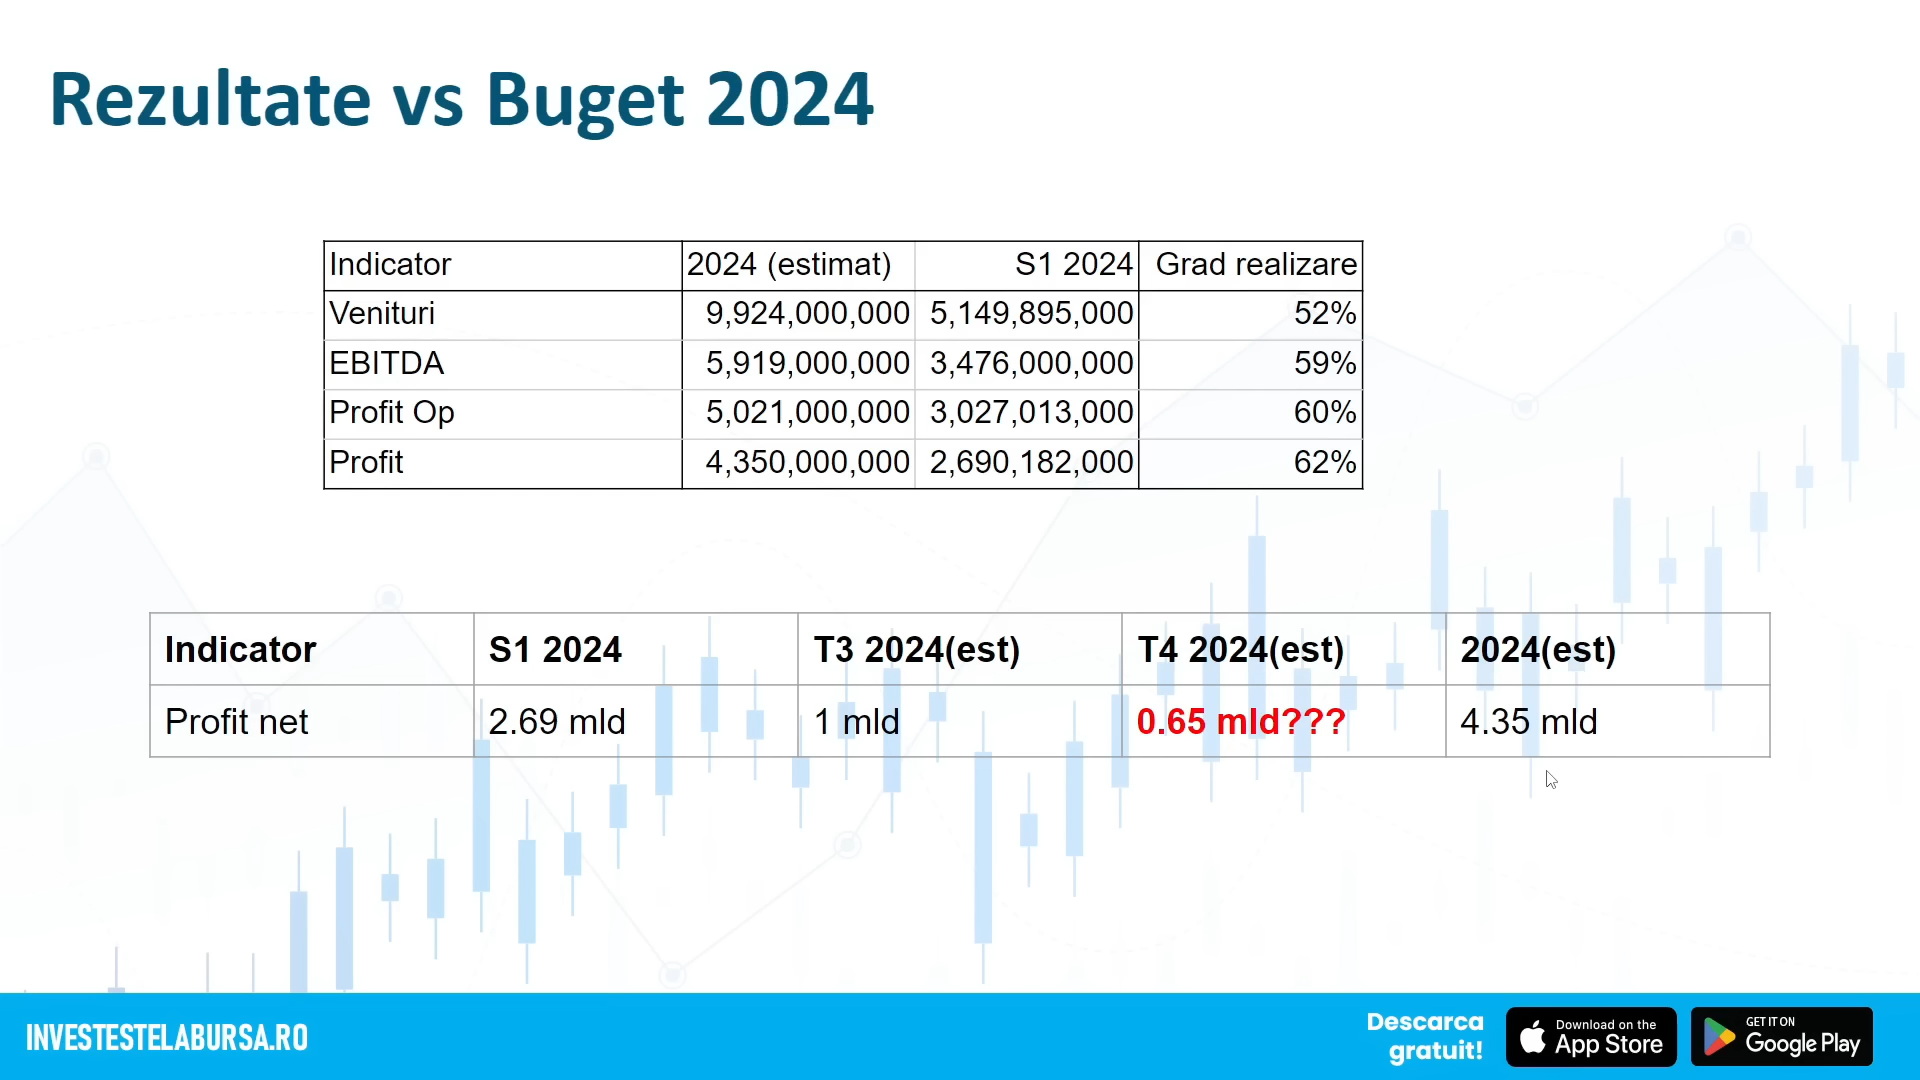 Rezultate vs Buget 2024
Indicator 2024 (estimat) S1 2024 Grad realizare
Venituri 9,924,000,000 5,149,895,000 52%
EBITDA 5,919,000,000 3,476,000,000 59%
Profit Op 5,021,000,000 3,027,013,000 60%
Profit 4,350,000,000 2,690,182,000 62%
Indicator S1 2024 T3 2024(est) T4 2024(est) 2024(est)
Profit net 2.69 mld 1 mld 0.65 mld??? 4.35 mld
INVESTESTELABURSA.RO
Descarca
gratuit!
Download on the
App Store
GET IT ON
Google Play